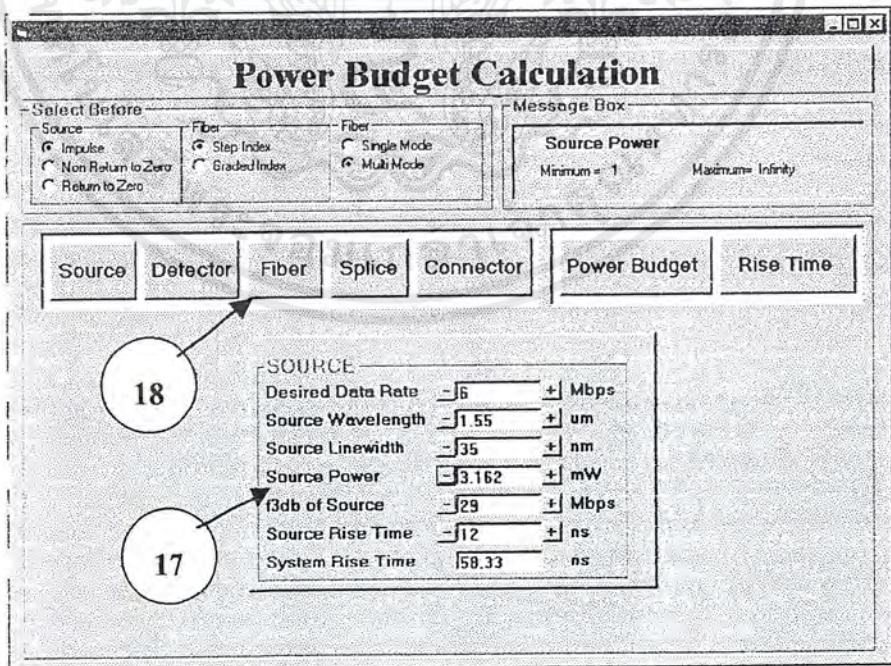 Power Budget Calculation
Select Before
Source
Impulse
Non Return to Zero
Return to Zero
Fiber
Step Index
Graded Index
Fiber
Single Mode
Multi Mode
Message Box
Source Power
Minimum = 1 Maximum= Infinity
Source Detector Fiber Splice Connector Power Budget Rise Time
18
SOURCE
Desired Data Rate - 6 + Mbps
Source Wavelength - 1.55 + um
Source Linewidth - 35 + nm
Source Power - 3.162 + mW
f3db of Source - 29 + Mbps
Source Rise Time - 12 + ns
System Rise Time 58.33 ns
17